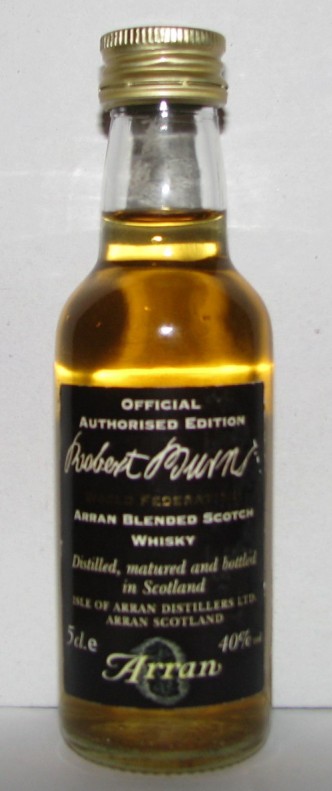 OFFICIAL
AUTHORISED EDITION
Robert Burns
WORLD FEDERATION
ARRAN BLENDED SCOTCH
WHISKY
Distilled, matured and bottled
in Scotland
ISLE OF ARRAN DISTILLERS LTD.
ARRAN SCOTLAND
5cl.e 40% vol
Arran